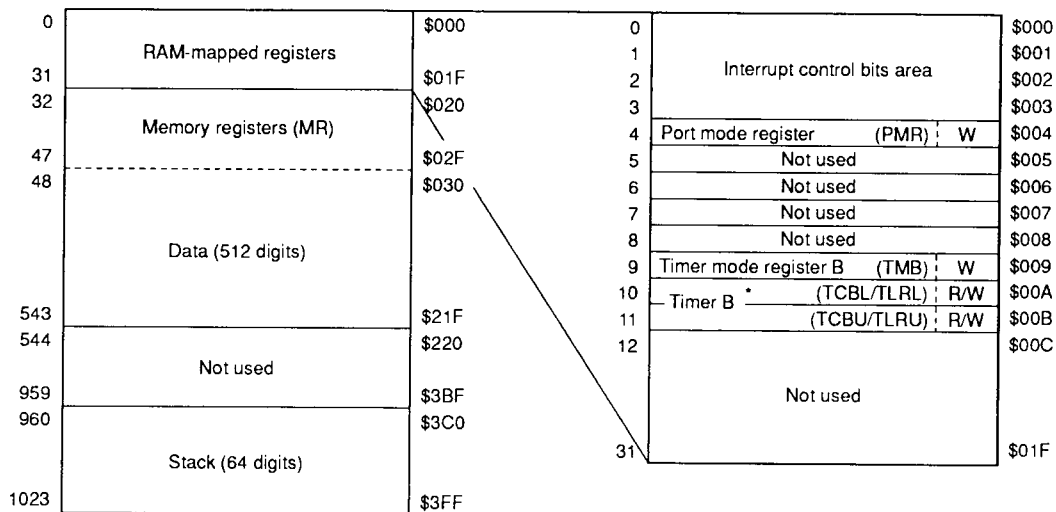 0 $000
RAM-mapped registers
31 $01F
32 $020
Memory registers (MR)
47 $02F
48 $030
Data (512 digits)
543 $21F
544 $220
Not used
959 $3BF
960 $3C0
Stack (64 digits)
1023 $3FF
0 $000
1 $001
Interrupt control bits area
2 $002
3 $003
4 Port mode register (PMR) W $004
5 Not used $005
6 Not used $006
7 Not used $007
8 Not used $008
9 Timer mode register B (TMB) W $009
10 Timer B * (TCBL/TLRL) R/W $00A
11 (TCBU/TLRU) R/W $00B
12 $00C
Not used
31 $01F